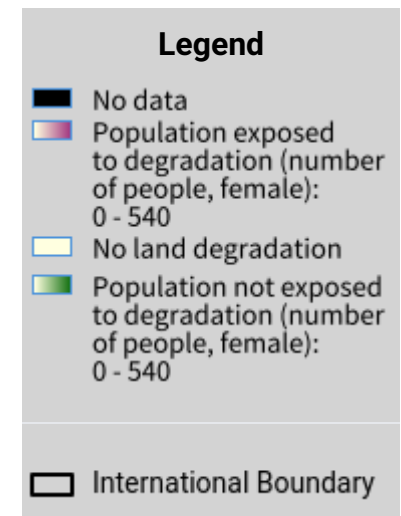 Legend
No data
Population exposed
to degradation (number
of people, female):
0 - 540
No land degradation
Population not exposed
to degradation (number
of people, female):
0 - 540
International Boundary